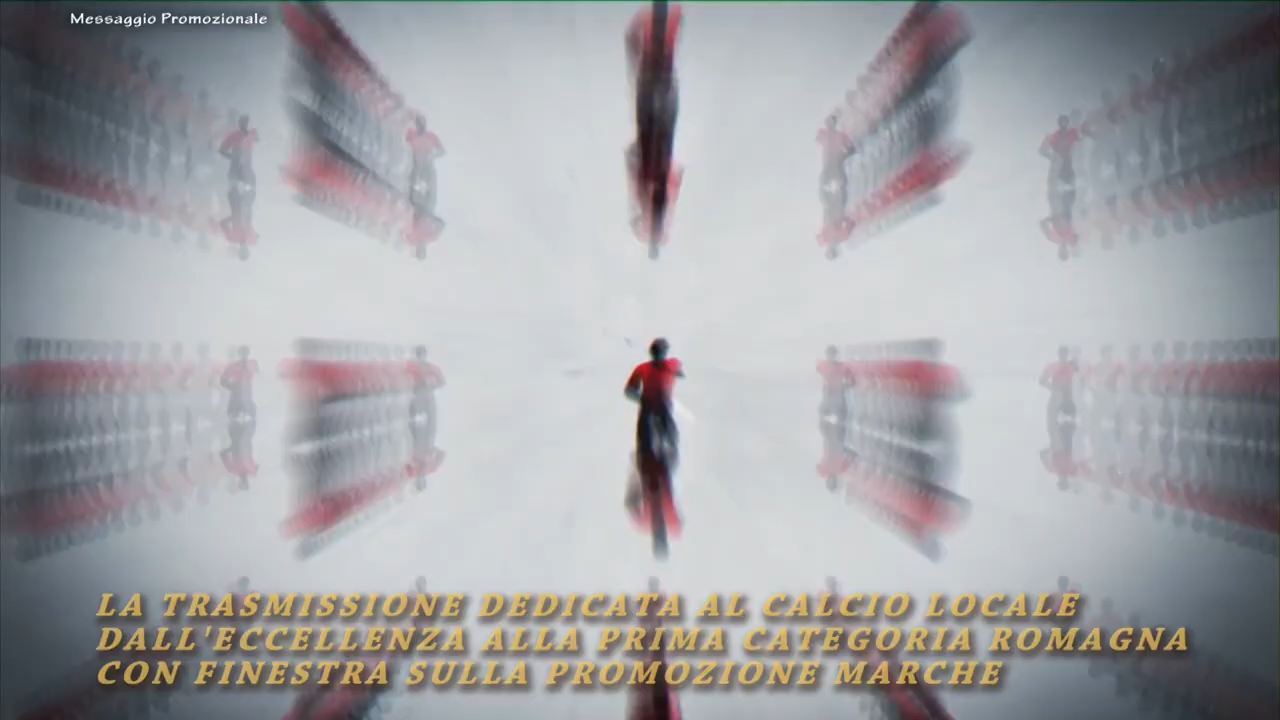 Messaggio Promozionale
LA TRASMISSIONE DEDICATA AL CALCIO LOCALE
DALL'ECCELLENZA ALLA PRIMA CATEGORIA ROMAGNA
CON FINESTRA SULLA PROMOZIONE MARCHE